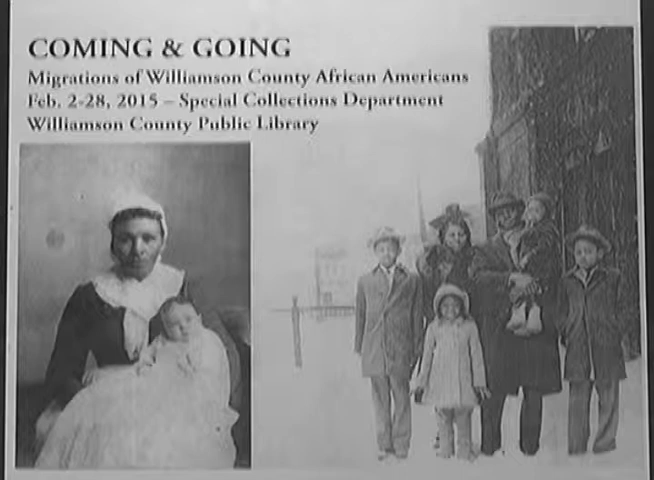 COMING & GOING
Migrations of Williamson County African Americans
Feb. 2-28, 2015 – Special Collections Department
Williamson County Public Library